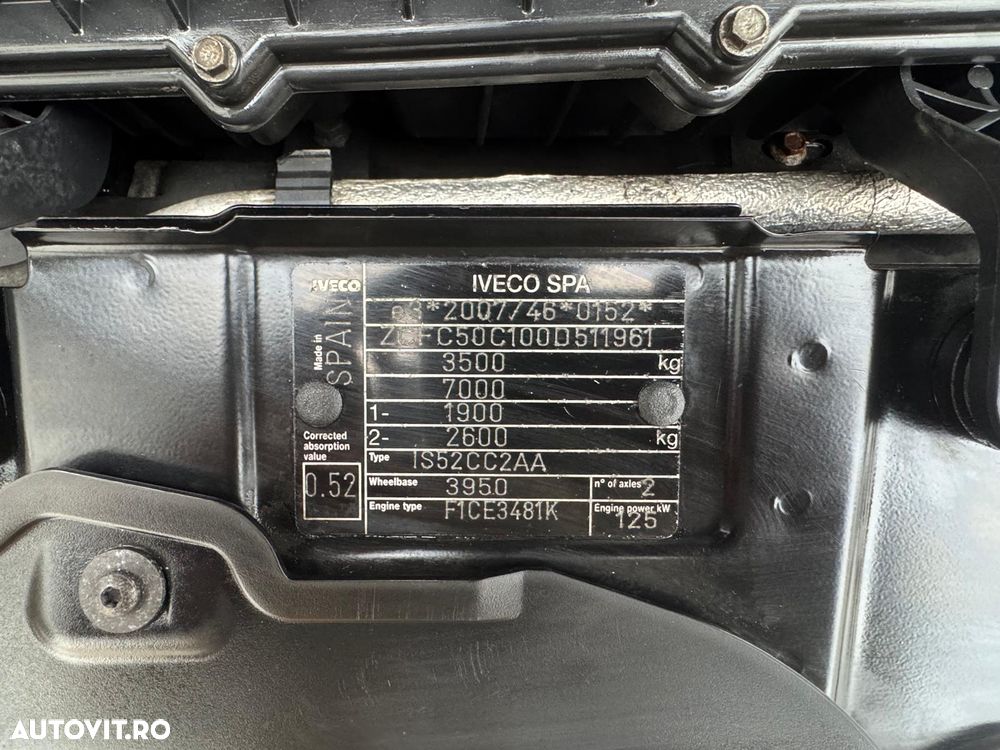 IVECO
IVECO SPA
Made in
SPAIN
e3*2007/46*0152*
ZCFC50C100D511961
3500 kg
7000
1- 1900
2- 2600 kg
Corrected
absorption
value
0.52
Type IS52CC2AA
Wheelbase 3950 n° of axles 2
Engine type F1CE3481K Engine power kW
125
AUTOVIT.RO